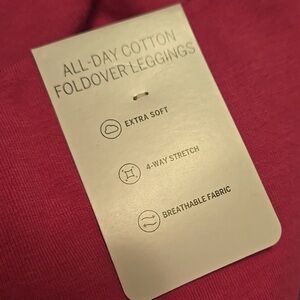 ALL-DAY COTTON
FOLDOVER LEGGINGS
EXTRA SOFT
4-WAY STRETCH
BREATHABLE FABRIC